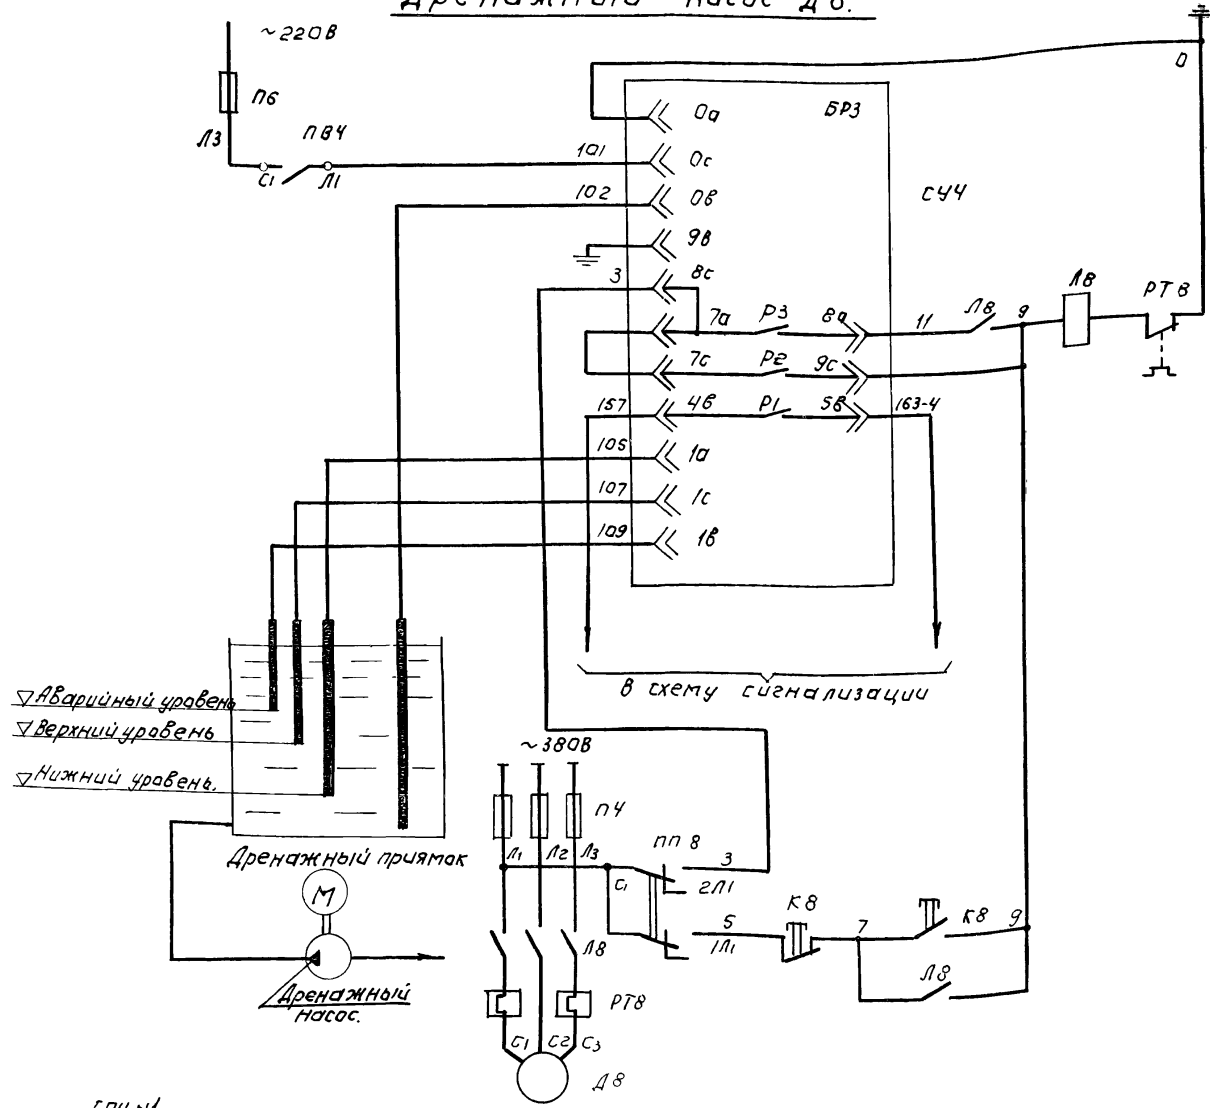 Дренажный насос Д8.
~220В
0
П6
0а
БР3
Л3
ПВ4
101
0с
С1
Л1
102
0в
СУ4
9в
3
8с
Л8
РТ8
7а
Р3
8а
11
Л8
9
7с
Р2
9с
157
4в
Р1
5в
163-4
105
1а
107
1с
109
1в
В схему сигнализации
Аварийный уровень
Верхний уровень
Нижний уровень.
~380В
П4
Л1
Л2
Л3
ПП8
3
Дренажный приямок
С1
2Л1
М
К8
5
7
К8
9
1Л1
Л8
Л8
Дренажный
насос.
РТ8
С1
С2
С3
Д8